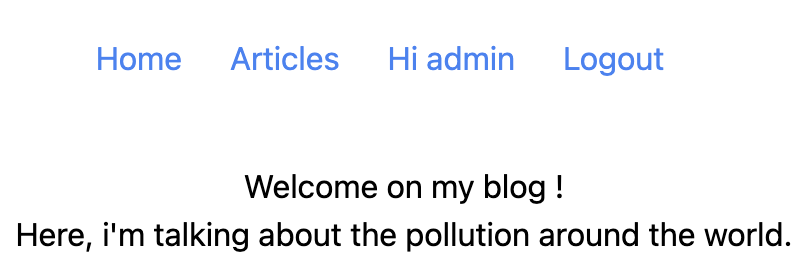 Home Articles Hi admin Logout
Welcome on my blog !
Here, i'm talking about the pollution around the world.